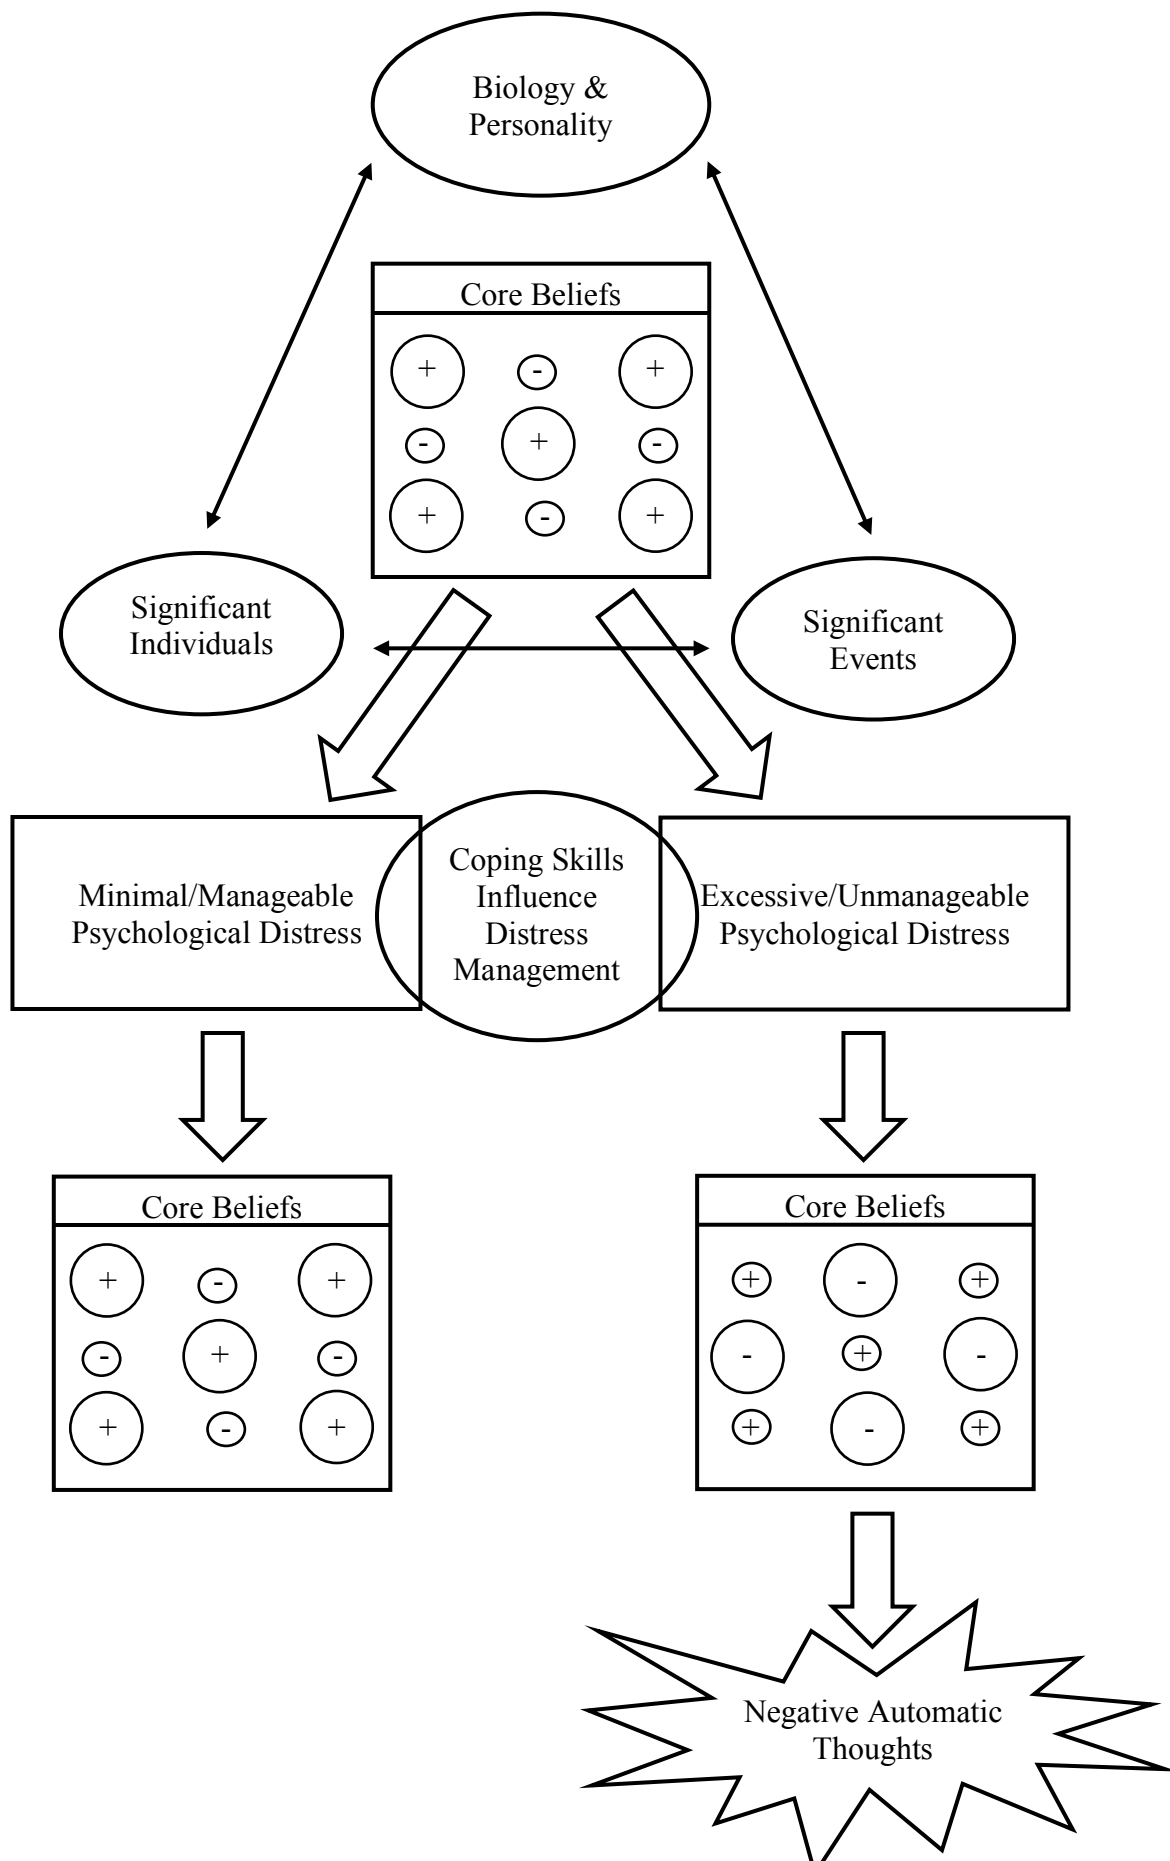 Biology &
Personality
Core Beliefs
+ - +
- + -
+ - +
Significant
Individuals
Significant
Events
Minimal/Manageable
Psychological Distress
Coping Skills
Influence
Distress
Management
Excessive/Unmanageable
Psychological Distress
Core Beliefs
+ - +
- + -
+ - +
Core Beliefs
+ - +
- + -
+ - +
Negative Automatic
Thoughts